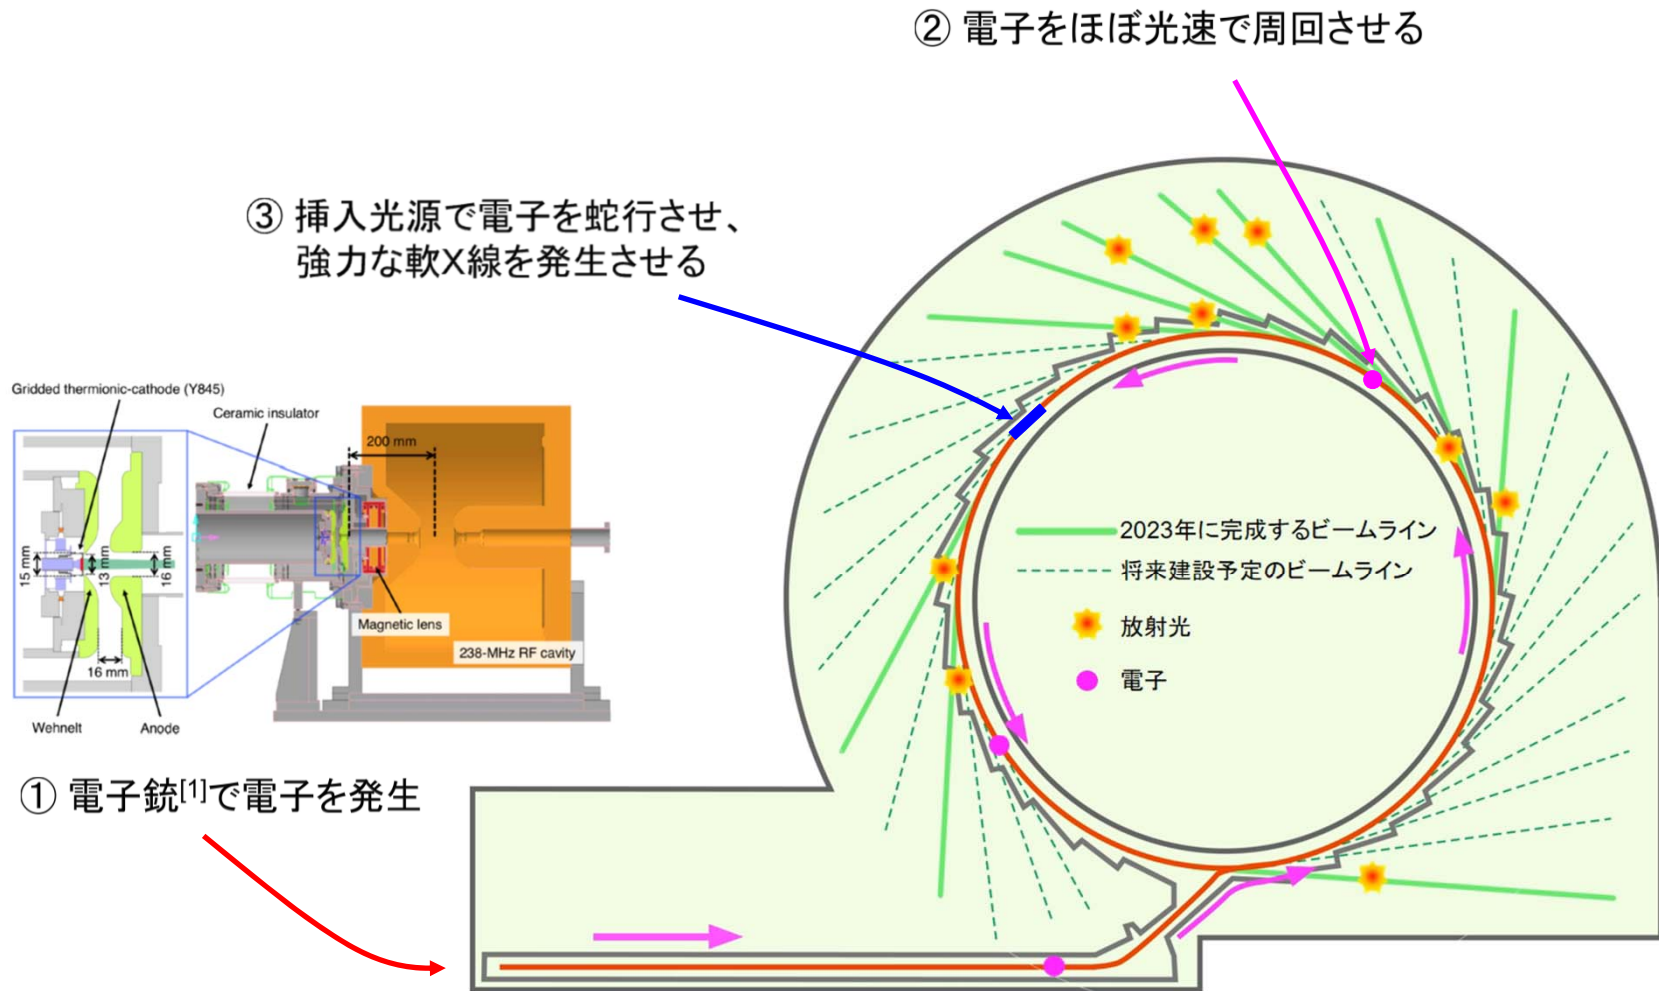 ② 電子をほぼ光速で周回させる
③ 挿入光源で電子を蛇行させ、
強力な軟X線を発生させる
Gridded thermionic-cathode (Y845)
Ceramic insulator
200 mm
15 mm
13 mm
16 mm
16 mm
Magnetic lens
238-MHz RF cavity
Wehnelt
Anode
① 電子銃[1]で電子を発生
2023年に完成するビームライン
将来建設予定のビームライン
放射光
電子